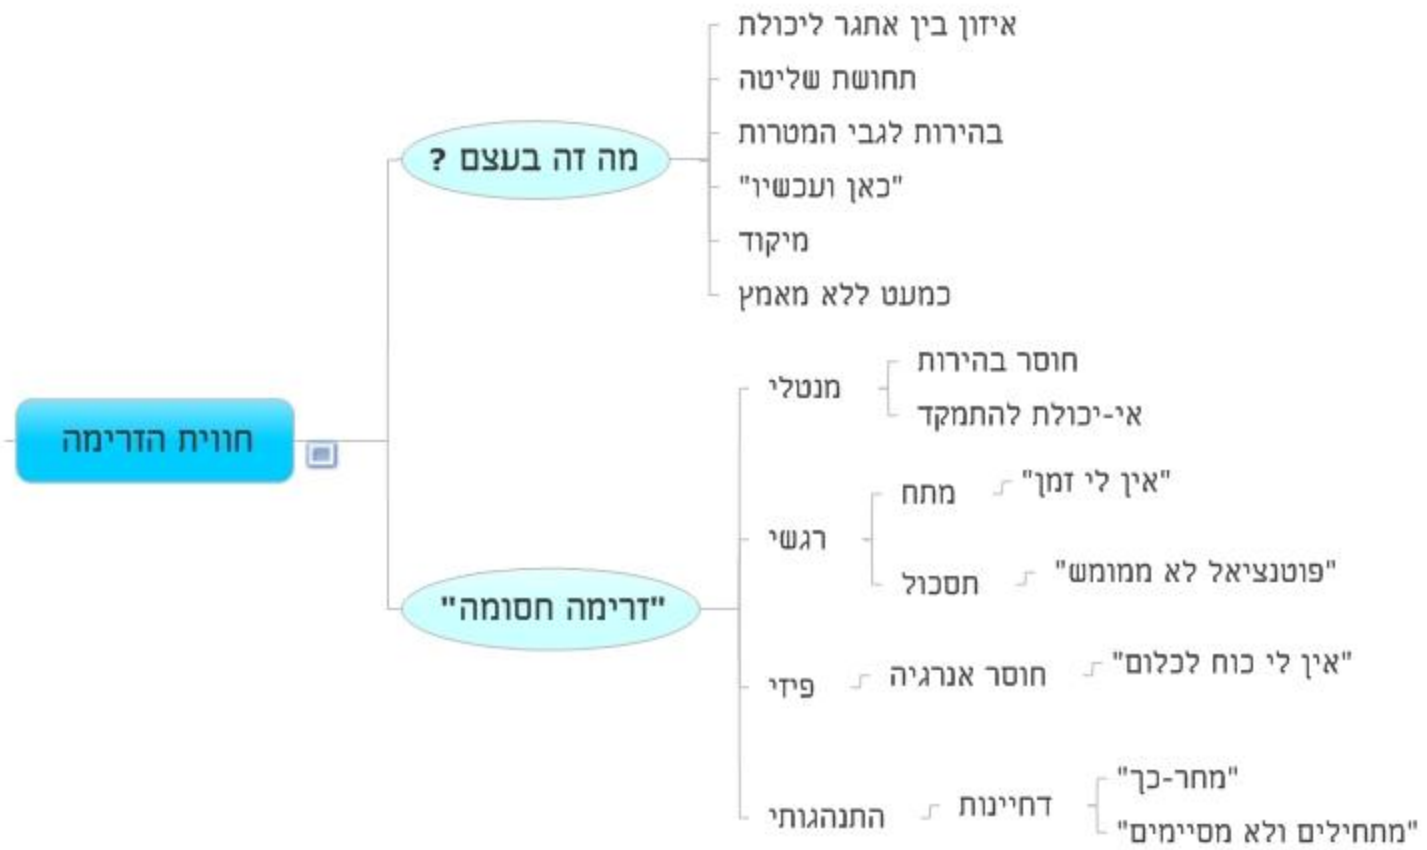 חווית הזרימה
מה זה בעצם ?
איזון בין אתגר ליכולת
תחושת שליטה
בהירות לגבי המטרות
"כאן ועכשיו"
מיקוד
כמעט ללא מאמץ
"זרימה חסומה"
מנטלי
חוסר בהירות
אי-יכולת להתמקד
רגשי
מתח
"אין לי זמן"
תסכול
"פוטנציאל לא ממומש"
פיזי
חוסר אנרגיה
"אין לי כוח לכלום"
התנהגותי
דחיינות
"מחר-כך"
"מתחילים ולא מסיימים"